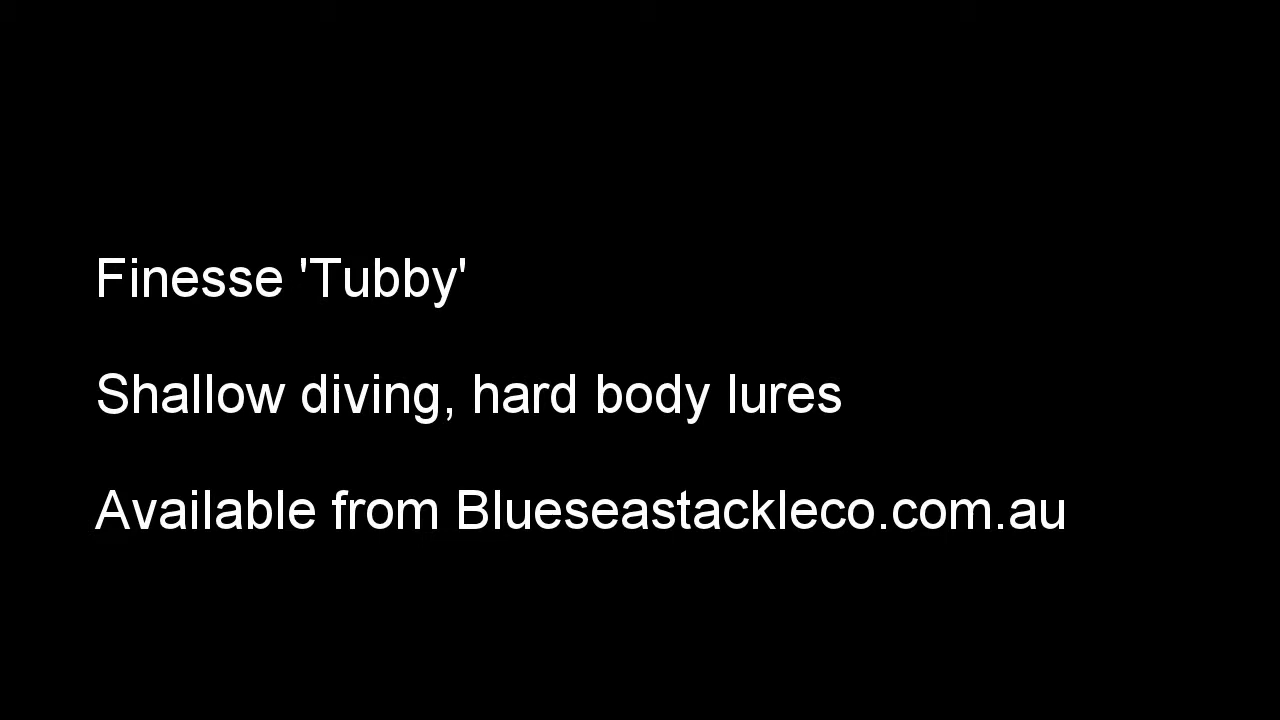 Finesse 'Tubby'
Shallow diving, hard body lures
Available from Blueseastackleco.com.au